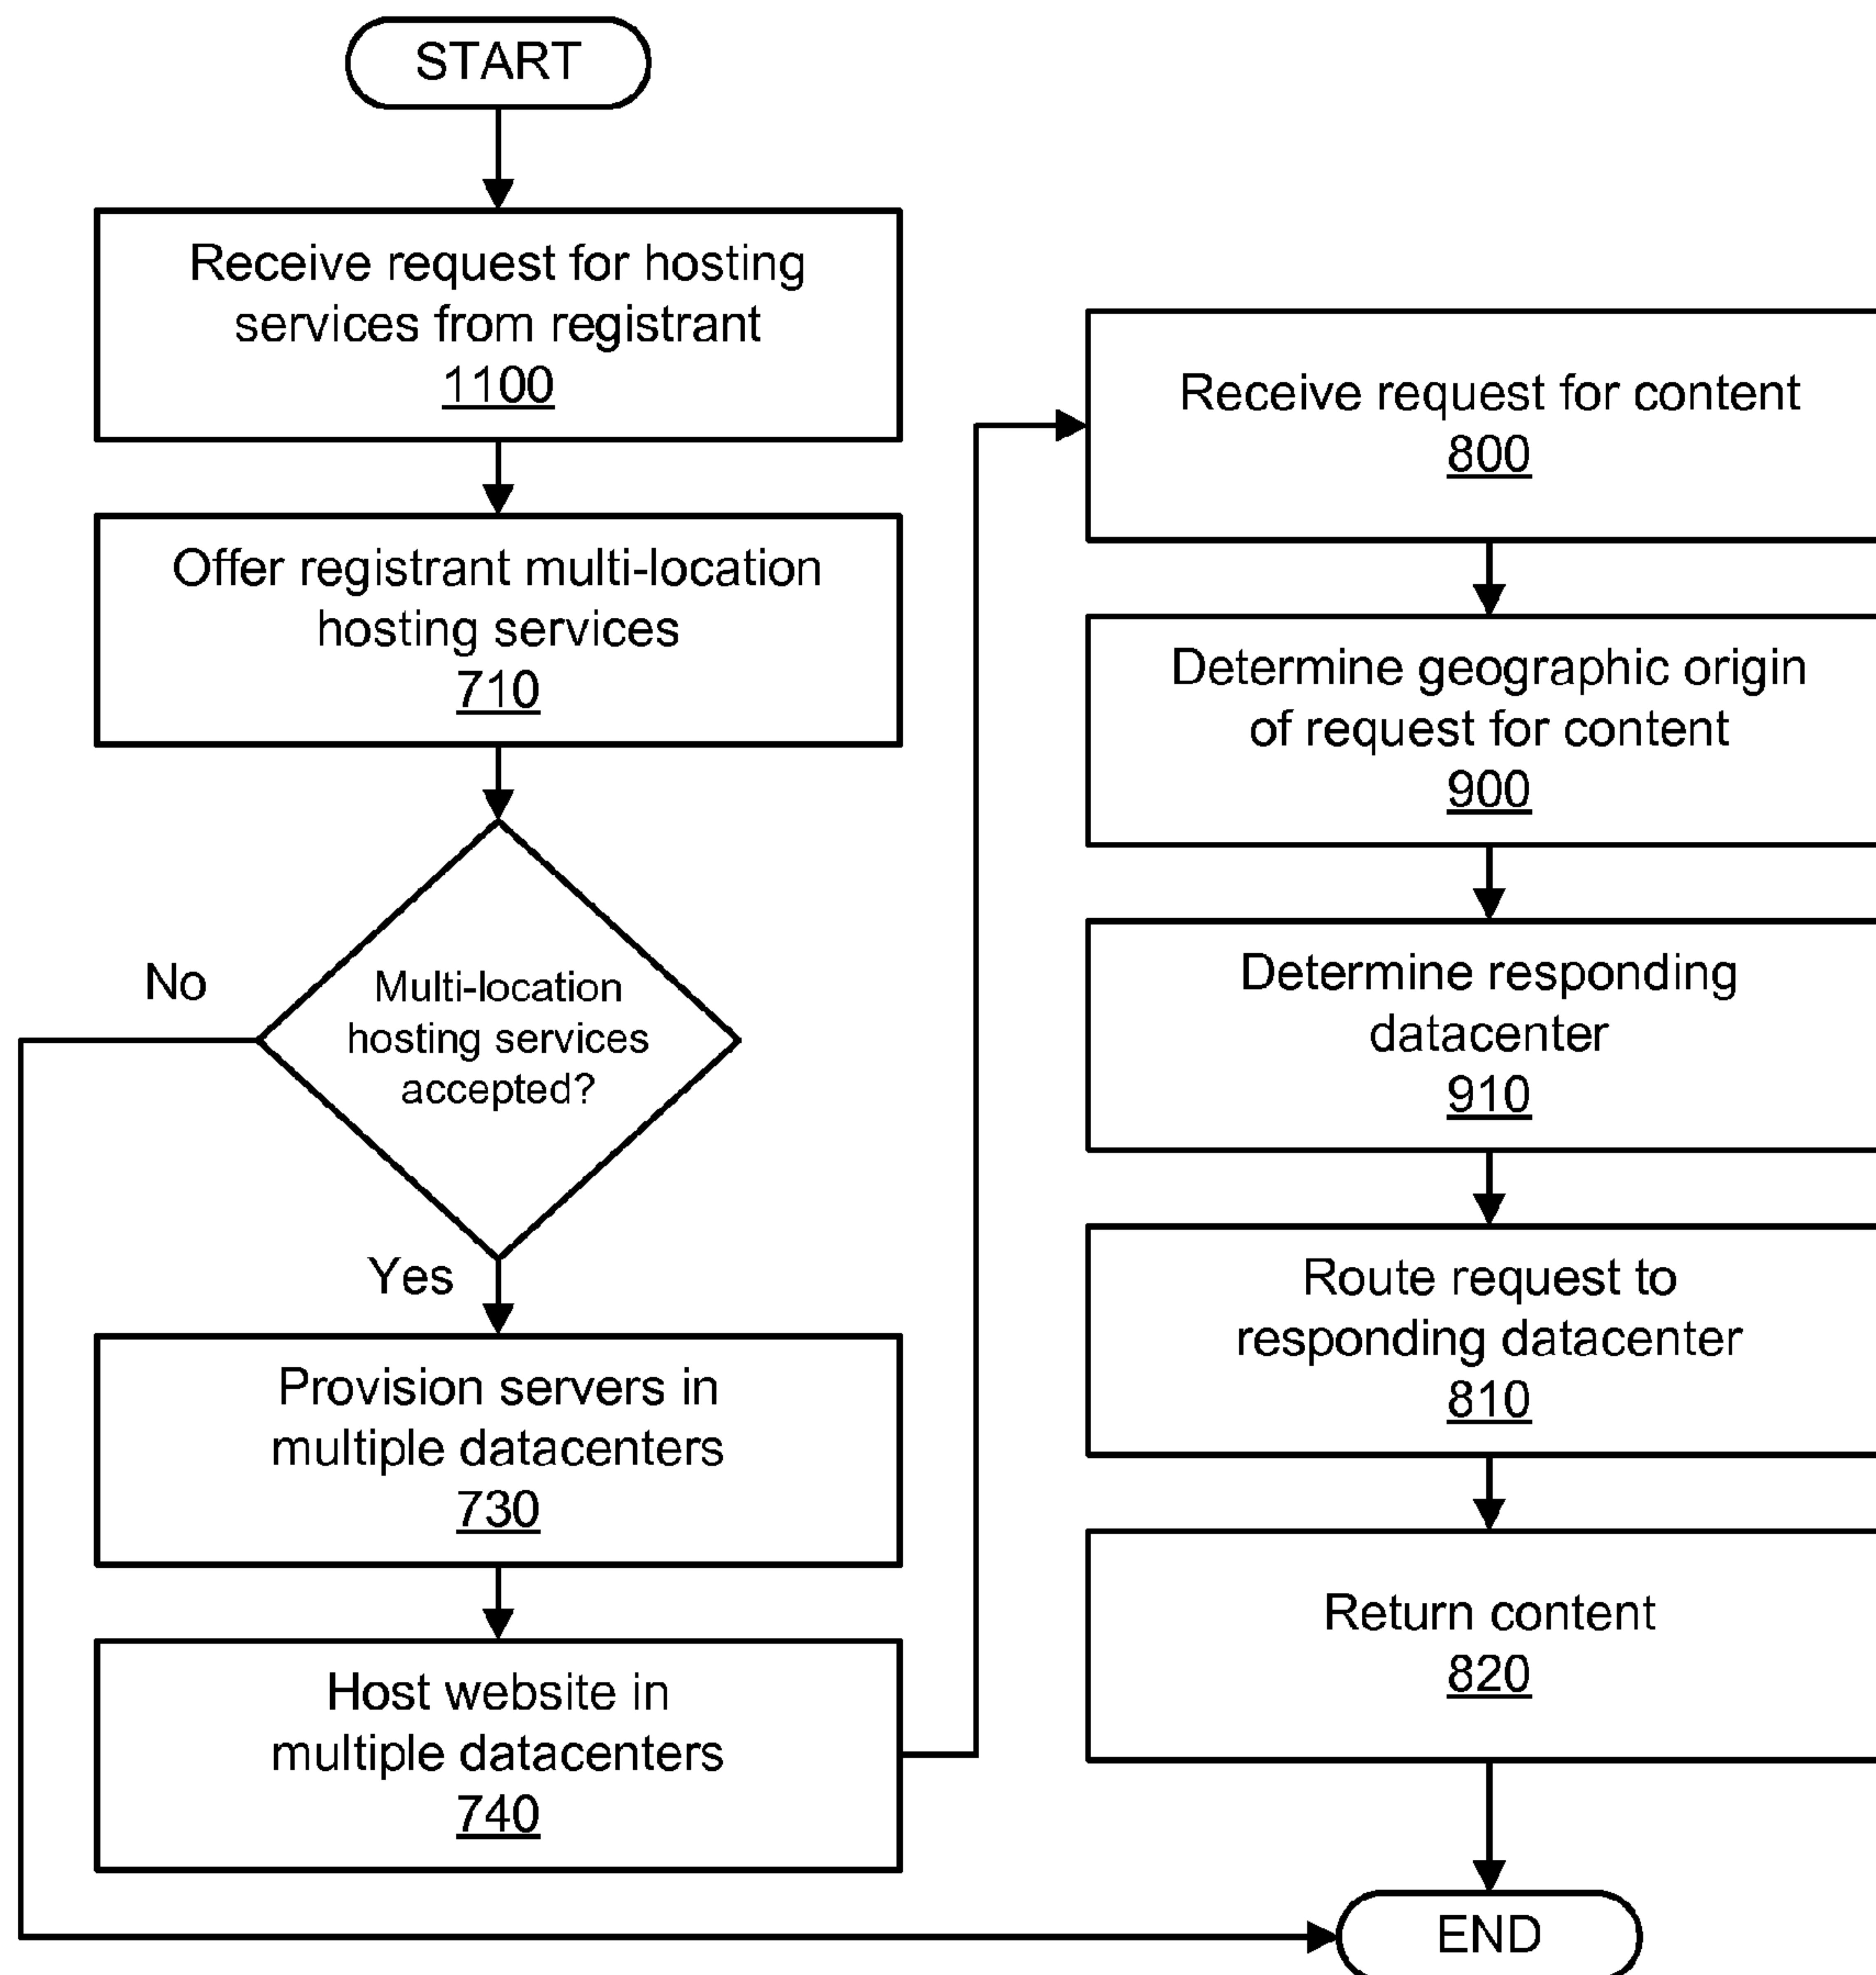 START
Receive request for hosting
services from registrant
1100
Offer registrant multi-location
hosting services
710
Multi-location
hosting services
accepted?
No
Yes
Provision servers in
multiple datacenters
730
Host website in
multiple datacenters
740
Receive request for content
800
Determine geographic origin
of request for content
900
Determine responding
datacenter
910
Route request to
responding datacenter
810
Return content
820
END